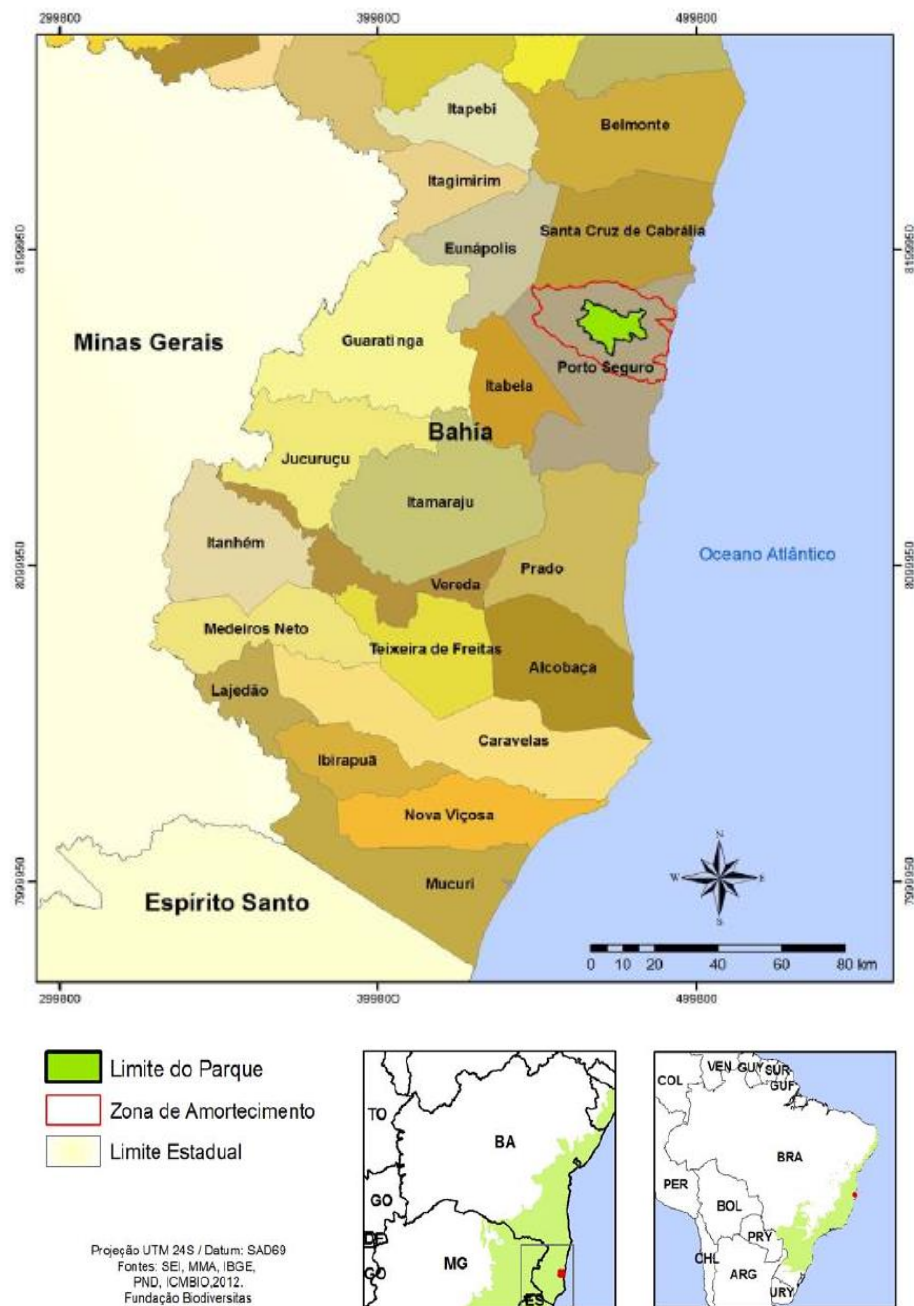 299800 399800 499800
Itapebi
Belmonte
Itagimirim
Santa Cruz de Cabrália
Eunápolis
8199950 8199950
Minas Gerais
Guaratinga
Porto Seguro
Itabela
Bahia
Jucuruçu
Itamaraju
Itanhém
Oceano Atlântico
8099950 8099950
Prado
Vereda
Medeiros Neto
Teixeira de Freitas
Alcobaça
Lajedão
Caravelas
Ibirapuã
Nova Viçosa
N
W E
S
7999950 7999950
Mucuri
Espírito Santo
0 10 20 40 60 80 km
299800 399800 499800
Limite do Parque
Zona de Amortecimento
Limite Estadual
Projeção UTM 24S / Datum: SAD69
Fontes: SEI, MMA, IBGE,
PND, ICMBIO,2012.
Fundação Biodiversitas
TO
BA
GO
DF
GO
MG
ES
COL
VEN
GUY
SUR
GUF
BRA
PER
BOL
PRY
CHL
ARG
URY